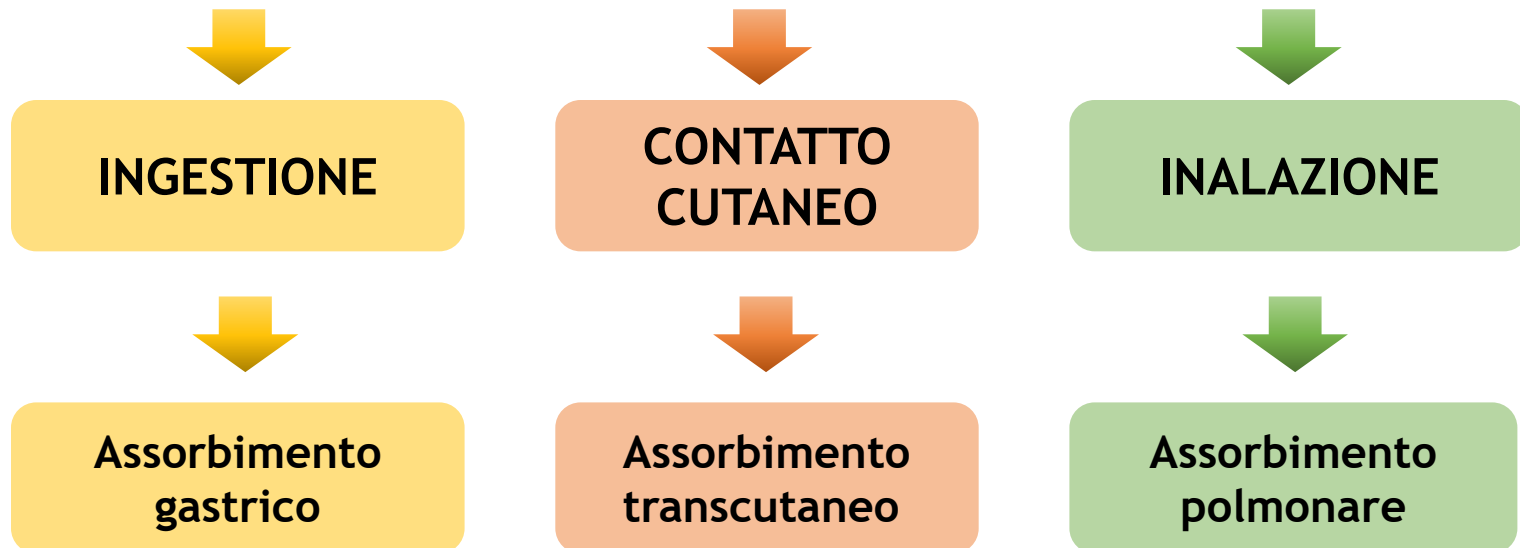 INGESTIONE
CONTATTO
CUTANEO
INALAZIONE
Assorbimento
gastrico
Assorbimento
transcutaneo
Assorbimento
polmonare